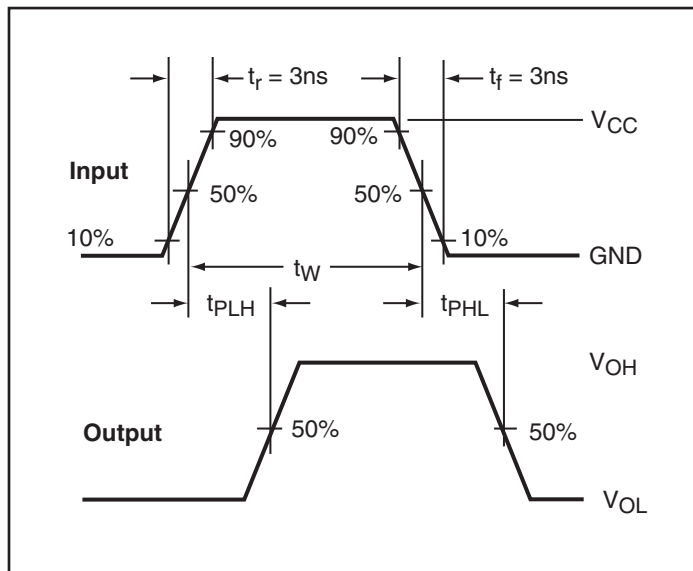 tr = 3ns
tf = 3ns
VCC
90%
90%
Input
50%
50%
10%
10%
GND
tW
tPLH
tPHL
VOH
Output
50%
50%
VOL